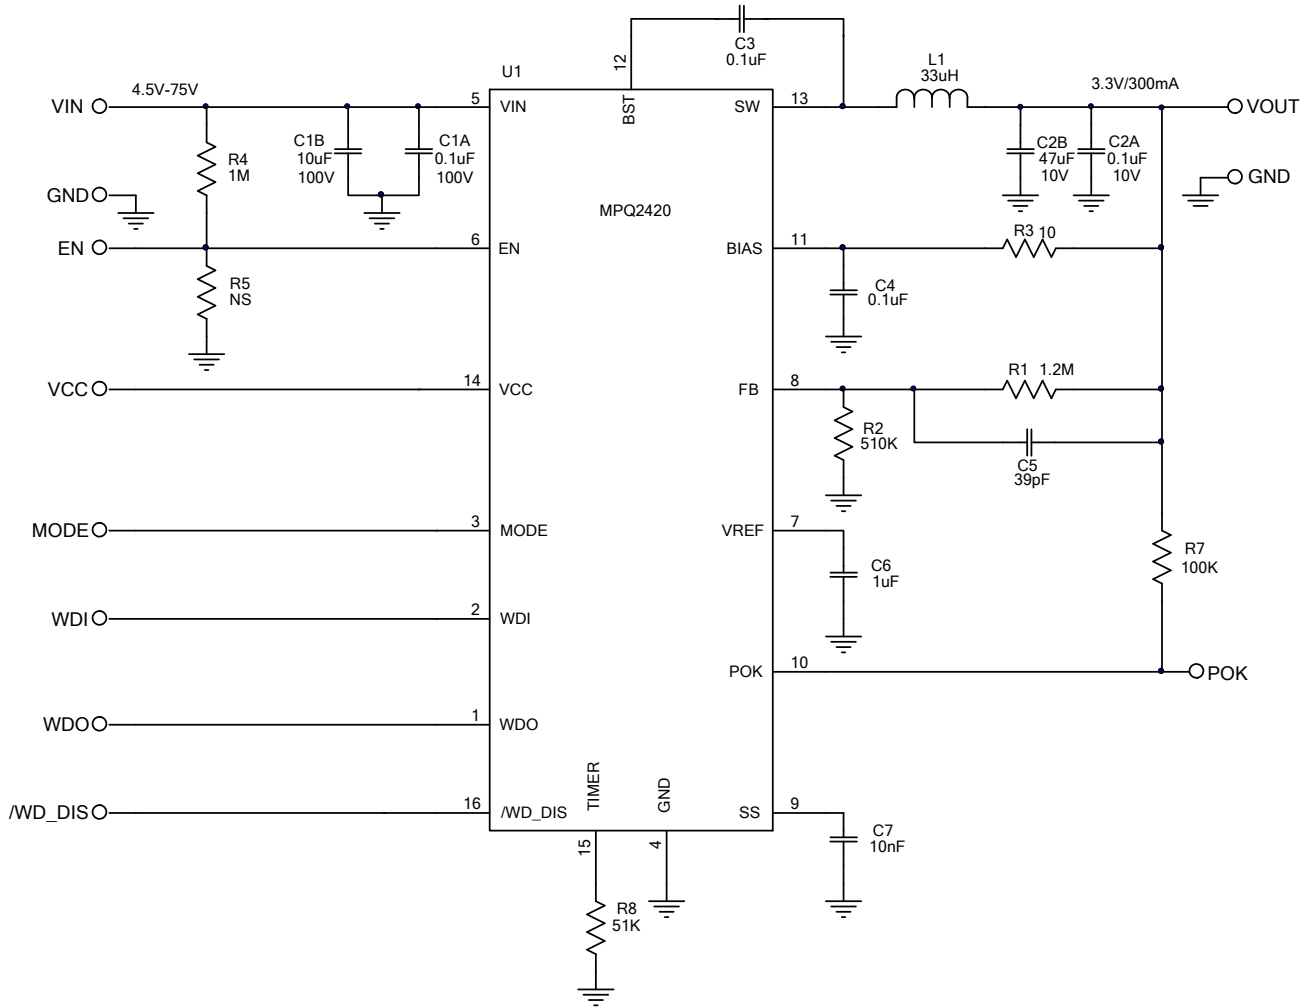 C3
0.1uF
12
U1
L1
33uH
4.5V-75V
3.3V/300mA
VIN
5
VIN
BST
SW
13
VOUT
C1B
10uF
100V
C1A
0.1uF
100V
C2B
47uF
10V
C2A
0.1uF
10V
R4
1M
GND
GND
MPQ2420
EN
6
EN
BIAS
11
R3 10
R5
NS
C4
0.1uF
VCC
14
VCC
FB
8
R1 1.2M
R2
510K
C5
39pF
MODE
3
MODE
VREF
7
C6
1uF
R7
100K
WDI
2
WDI
POK
10
POK
WDO
1
WDO
TIMER
GND
/WD_DIS
16
/WD_DIS
SS
9
C7
10nF
15
4
R8
51K